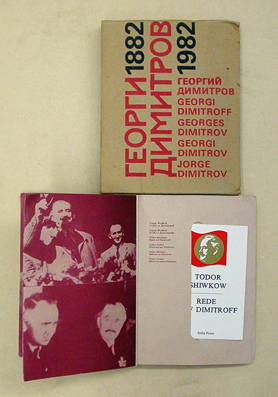 ГЕОРГИ 1882
ДИМИТРОВ 1982
ГЕОРГИЙ
ДИМИТРОВ
GEORGI
DIMITROFF
GEORGES
DIMITROV
GEORGI
DIMITROV
JORGE
DIMITROV
TODOR
SHIWKOW
REDE
F DIMITROFF
Sofia Press